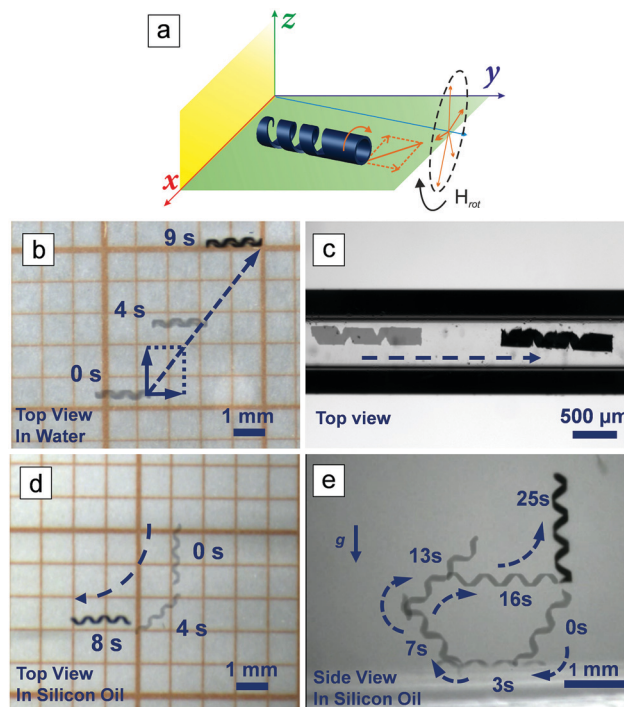 a
z
y
x
H rot
b
9 s
4 s
0 s
Top View
In Water
1 mm
c
Top view
500 µm
d
0 s
4 s
8 s
Top View
In Silicon Oil
1 mm
e
25s
g
13s
16s
0s
7s
3s
Side View
In Silicon Oil
1 mm